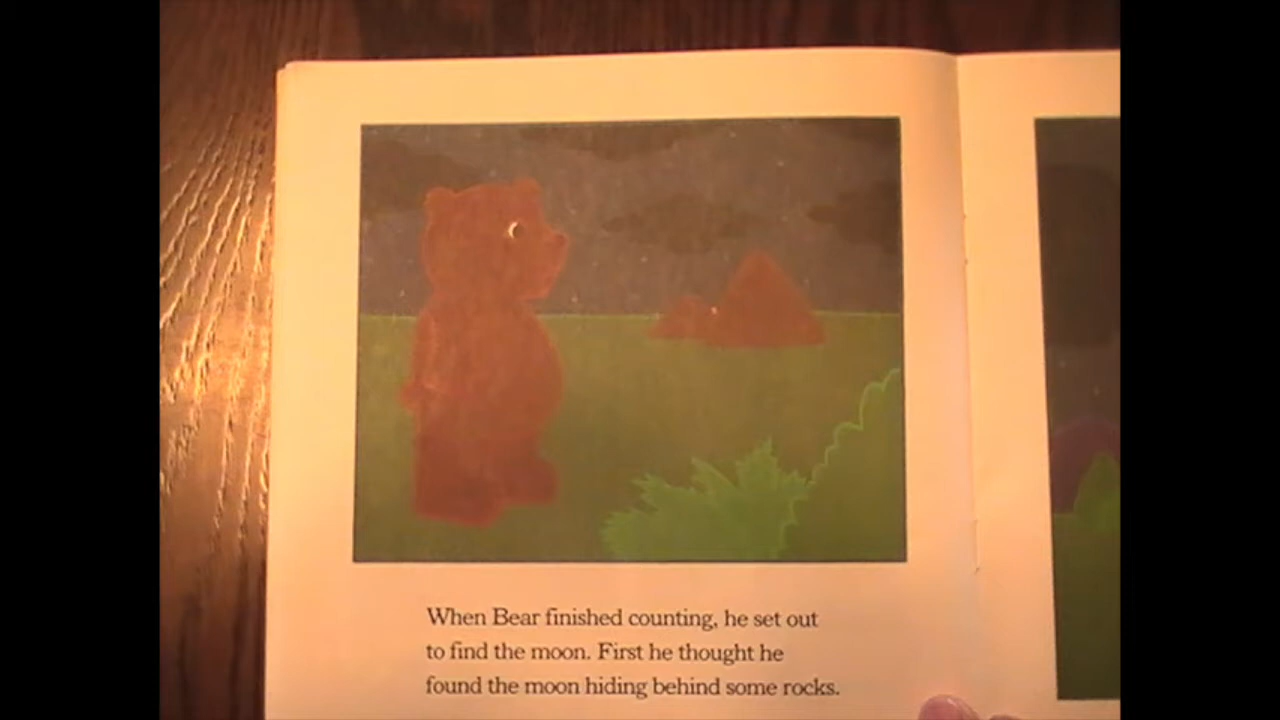 When Bear finished counting, he set out
to find the moon. First he thought he
found the moon hiding behind some rocks.